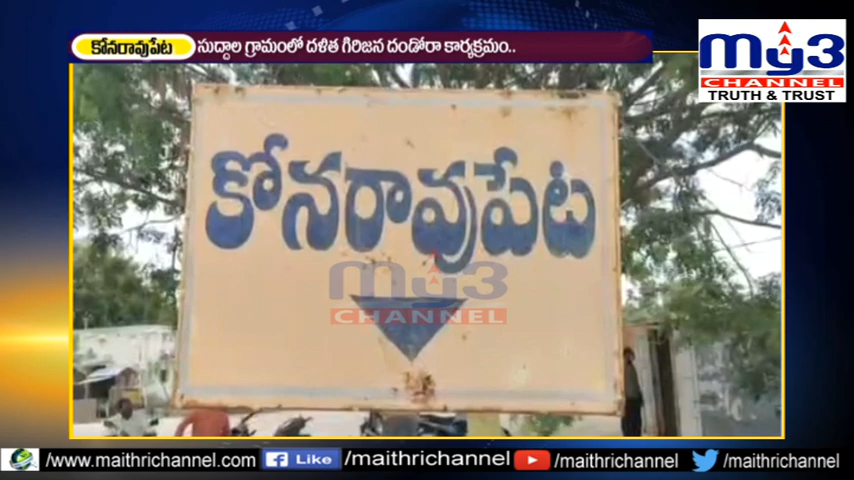 కోనరావుపేట సుద్దాల గ్రామంలో దళిత గిరిజన దండోరా కార్యక్రమం..
my3
CHANNEL
TRUTH & TRUST
కోనరావుపేట
my3
CHANNEL
/www.maithrichannel.com Like /maithrichannel /maithrichannel /maithrichannel